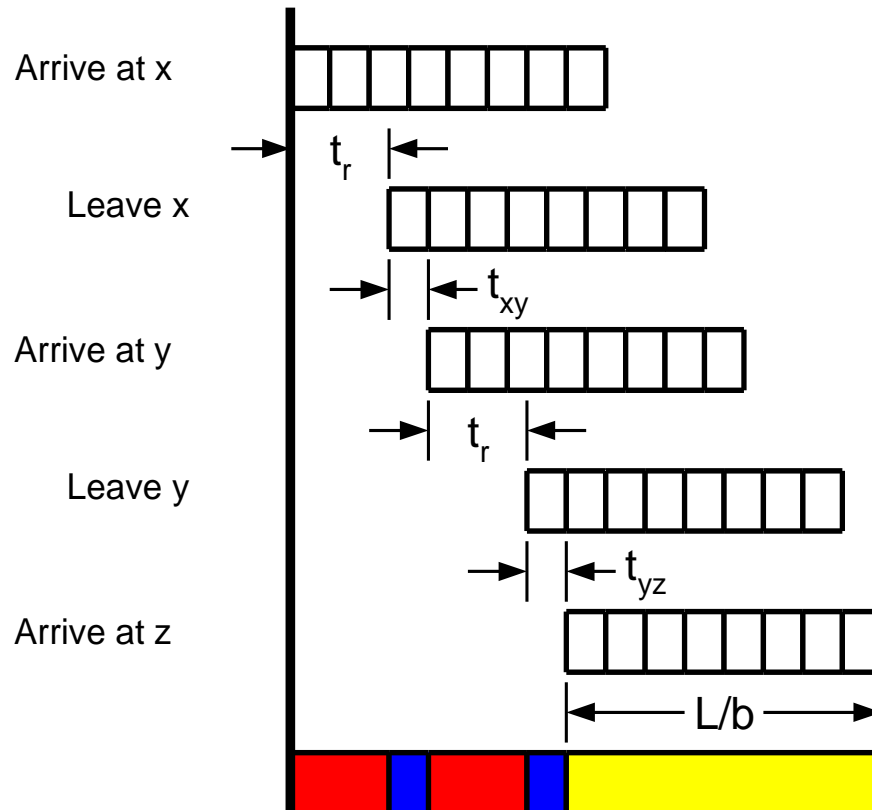 Arrive at x
t_r
Leave x
t_xy
Arrive at y
t_r
Leave y
t_yz
Arrive at z
L/b